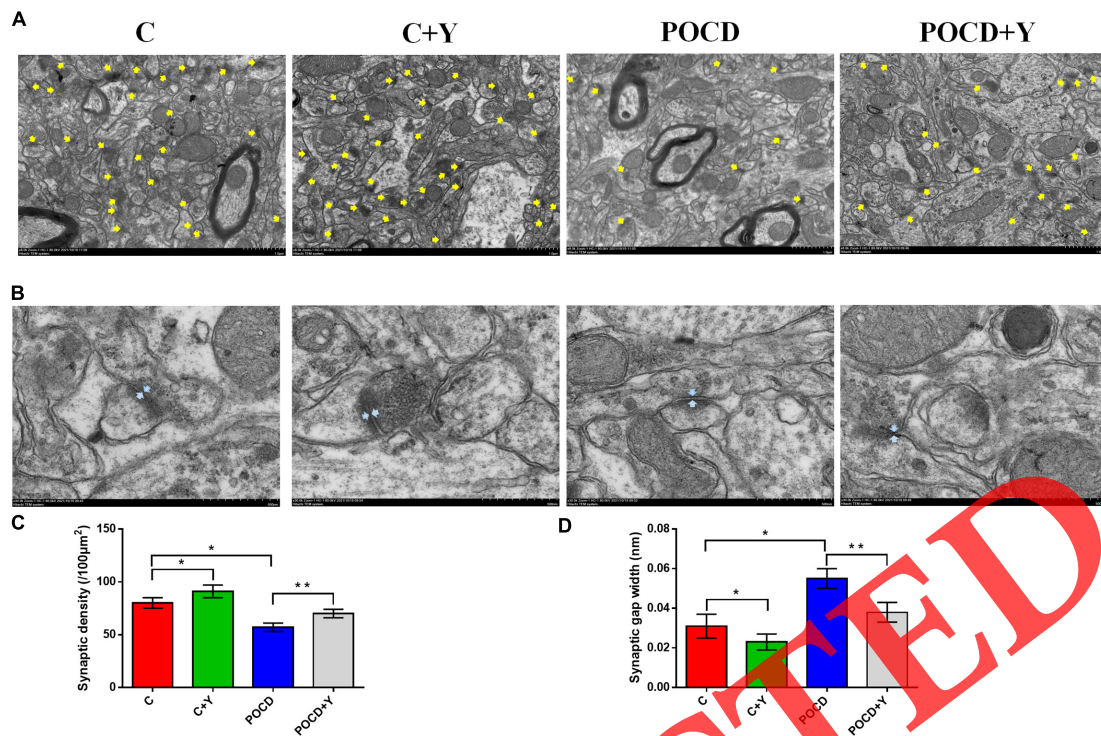 A
C
C+Y
POCD
POCD+Y
B
C
Synaptic density (/100μm²)
150
100
50
0
*
*
* *
C
C+Y
POCD
POCD+Y
D
Synaptic gap width (nm)
0.08
0.06
0.04
0.02
0.00
*
*
* *
C
C+Y
POCD
POCD+Y
TED